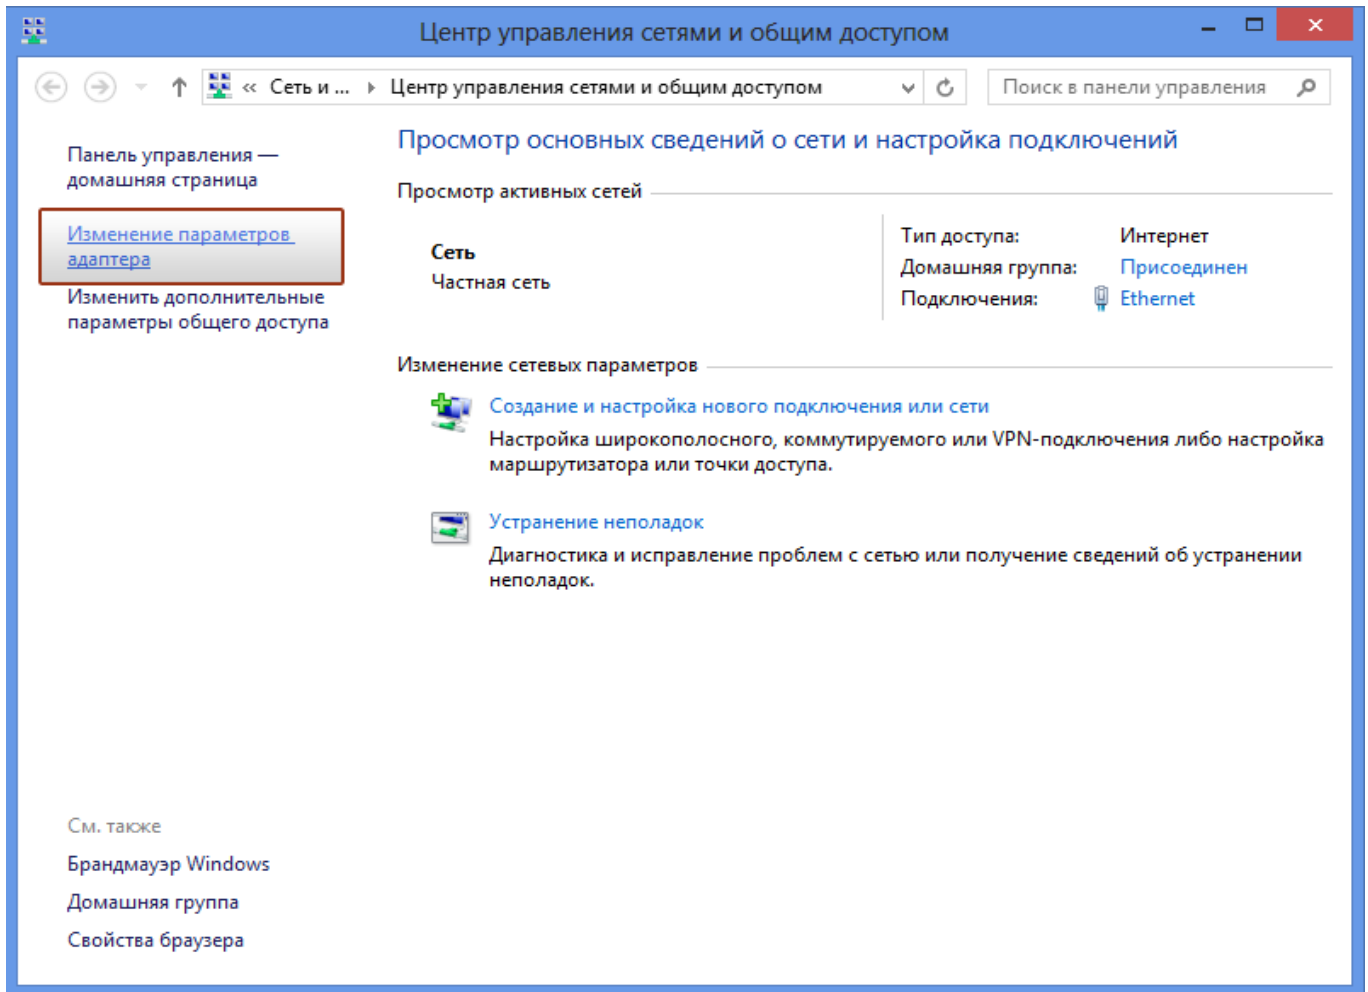 Центр управления сетями и общим доступом
« Сеть и ... Центр управления сетями и общим доступом
Поиск в панели управления
Панель управления —
домашняя страница
Изменение параметров
адаптера
Изменить дополнительные
параметры общего доступа
Просмотр основных сведений о сети и настройка подключений
Просмотр активных сетей
Сеть
Частная сеть
Тип доступа: Интернет
Домашняя группа: Присоединен
Подключения: Ethernet
Изменение сетевых параметров
Создание и настройка нового подключения или сети
Настройка широкополосного, коммутируемого или VPN-подключения либо настройка
маршрутизатора или точки доступа.
Устранение неполадок
Диагностика и исправление проблем с сетью или получение сведений об устранении
неполадок.
См. также
Брандмауэр Windows
Домашняя группа
Свойства браузера